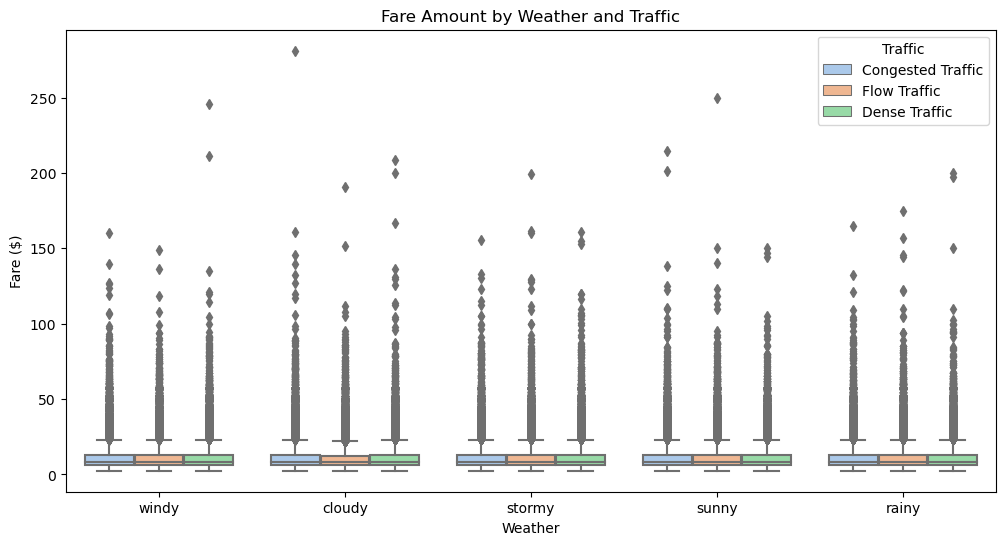 Fare Amount by Weather and Traffic
Traffic
Congested Traffic
Flow Traffic
Dense Traffic
Fare ($)
250
200
150
100
50
0
windy cloudy stormy sunny rainy
Weather